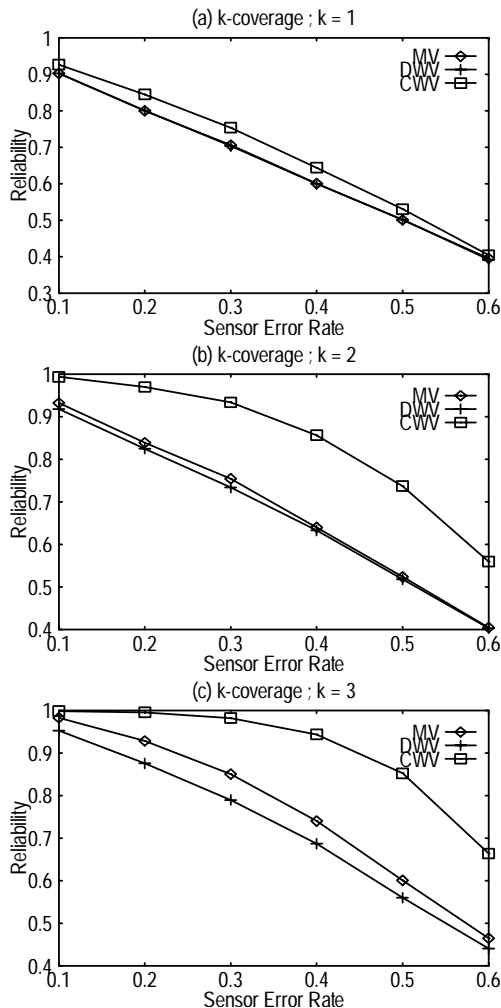 (a) k-coverage ; k = 1
1
0.9
0.8
0.7
0.6
0.5
0.4
0.3
Reliability
MV
DWV
CWV
0.1 0.2 0.3 0.4 0.5 0.6
Sensor Error Rate
(b) k-coverage ; k = 2
1
0.9
0.8
0.7
0.6
0.5
0.4
Reliability
MV
DWV
CWV
0.1 0.2 0.3 0.4 0.5 0.6
Sensor Error Rate
(c) k-coverage ; k = 3
1
0.9
0.8
0.7
0.6
0.5
0.4
Reliability
MV
DWV
CWV
0.1 0.2 0.3 0.4 0.5 0.6
Sensor Error Rate